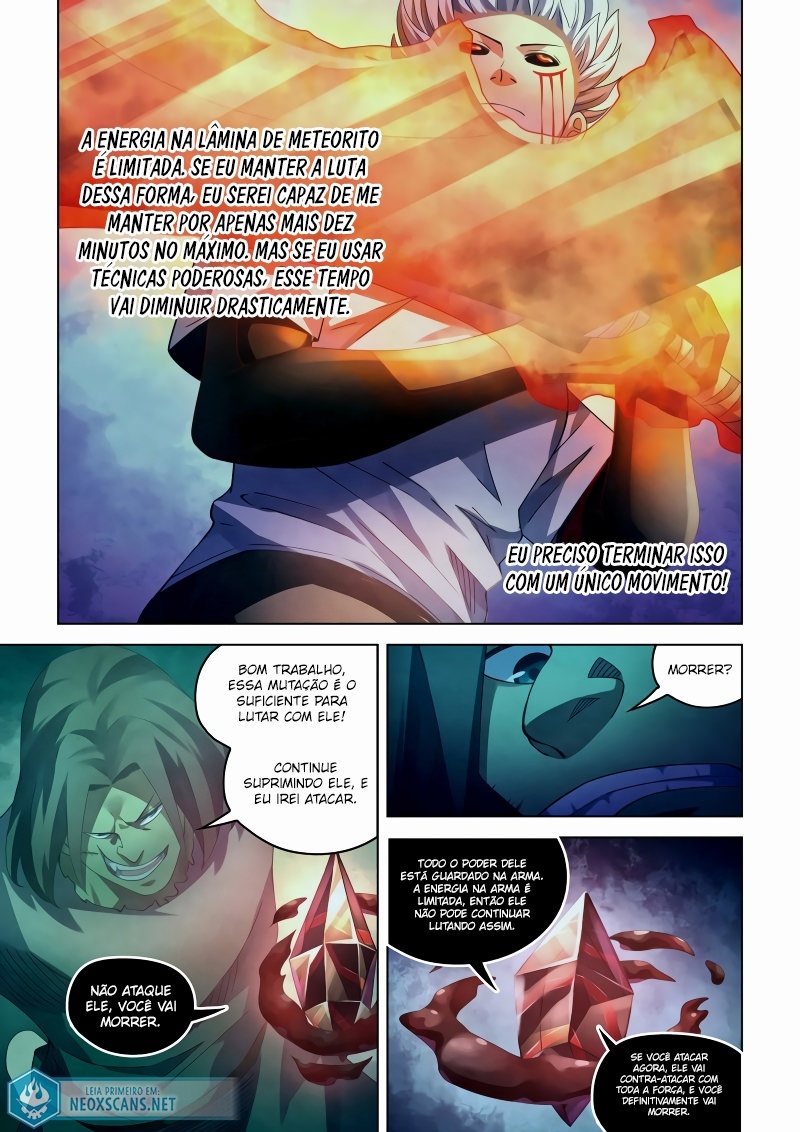 A ENERGIA NA LÂMINA DE METEORITO
É LIMITADA. SE EU MANTER A LUTA
DESSA FORMA, EU SEREI CAPAZ DE ME
MANTER POR APENAS MAIS DEZ
MINUTOS NO MÁXIMO. MAS SE EU USAR
TÉCNICAS PODEROSAS, ESSE TEMPO
VAI DIMINUIR DRASTICAMENTE.
EU PRECISO TERMINAR ISSO
COM UM ÚNICO MOVIMENTO!
BOM TRABALHO,
ESSA MUTAÇÃO É O
SUFICIENTE PARA
LUTAR COM ELE!
CONTINUE
SUPRIMINDO ELE, E
EU IREI ATACAR.
NÃO ATAQUE
ELE, VOCÊ VAI
MORRER.
MORRER?
TODO O PODER DELE
ESTÁ GUARDADO NA ARMA.
A ENERGIA NA ARMA É
LIMITADA, ENTÃO ELE
NÃO PODE CONTINUAR
LUTANDO ASSIM.
SE VOCÊ ATACAR
AGORA, ELE VAI
CONTRA-ATACAR COM
TODA A FORÇA, E VOCÊ
DEFINITIVAMENTE VAI
MORRER.
LEIA PRIMEIRO EM:
NEOXSCANS.NET